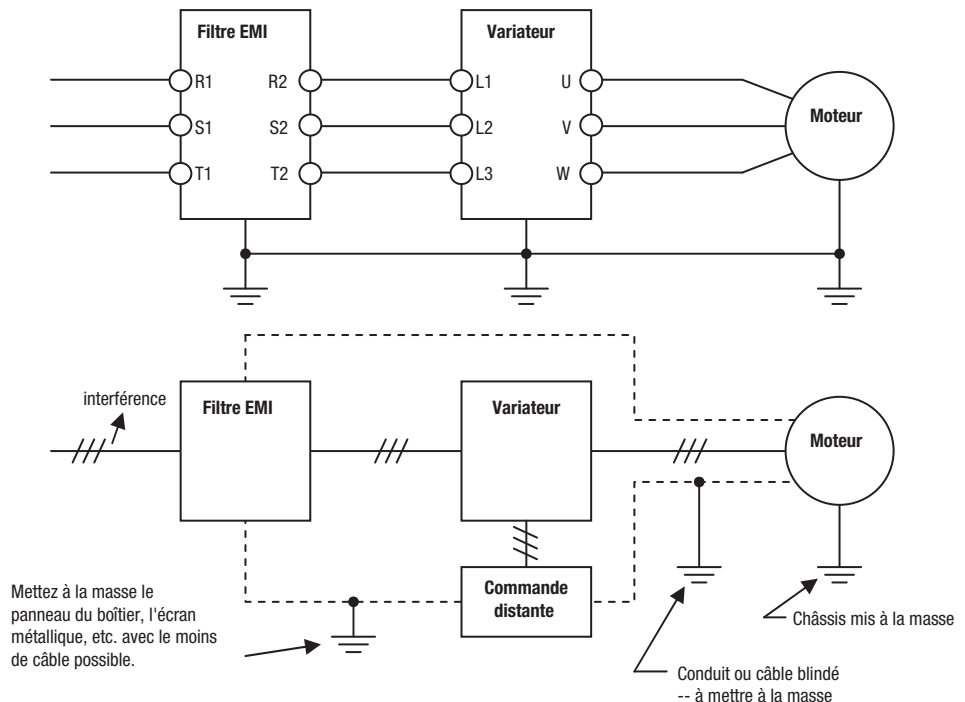 Filtre EMI
Variateur
R1 R2 L1 U
S1 S2 L2 V
T1 T2 L3 W
Moteur
interférence
Filtre EMI
Variateur
Moteur
Commande
distante
Mettez à la masse le
panneau du boîtier, l'écran
métallique, etc. avec le moins
de câble possible.
Châssis mis à la masse
Conduit ou câble blindé
-- à mettre à la masse